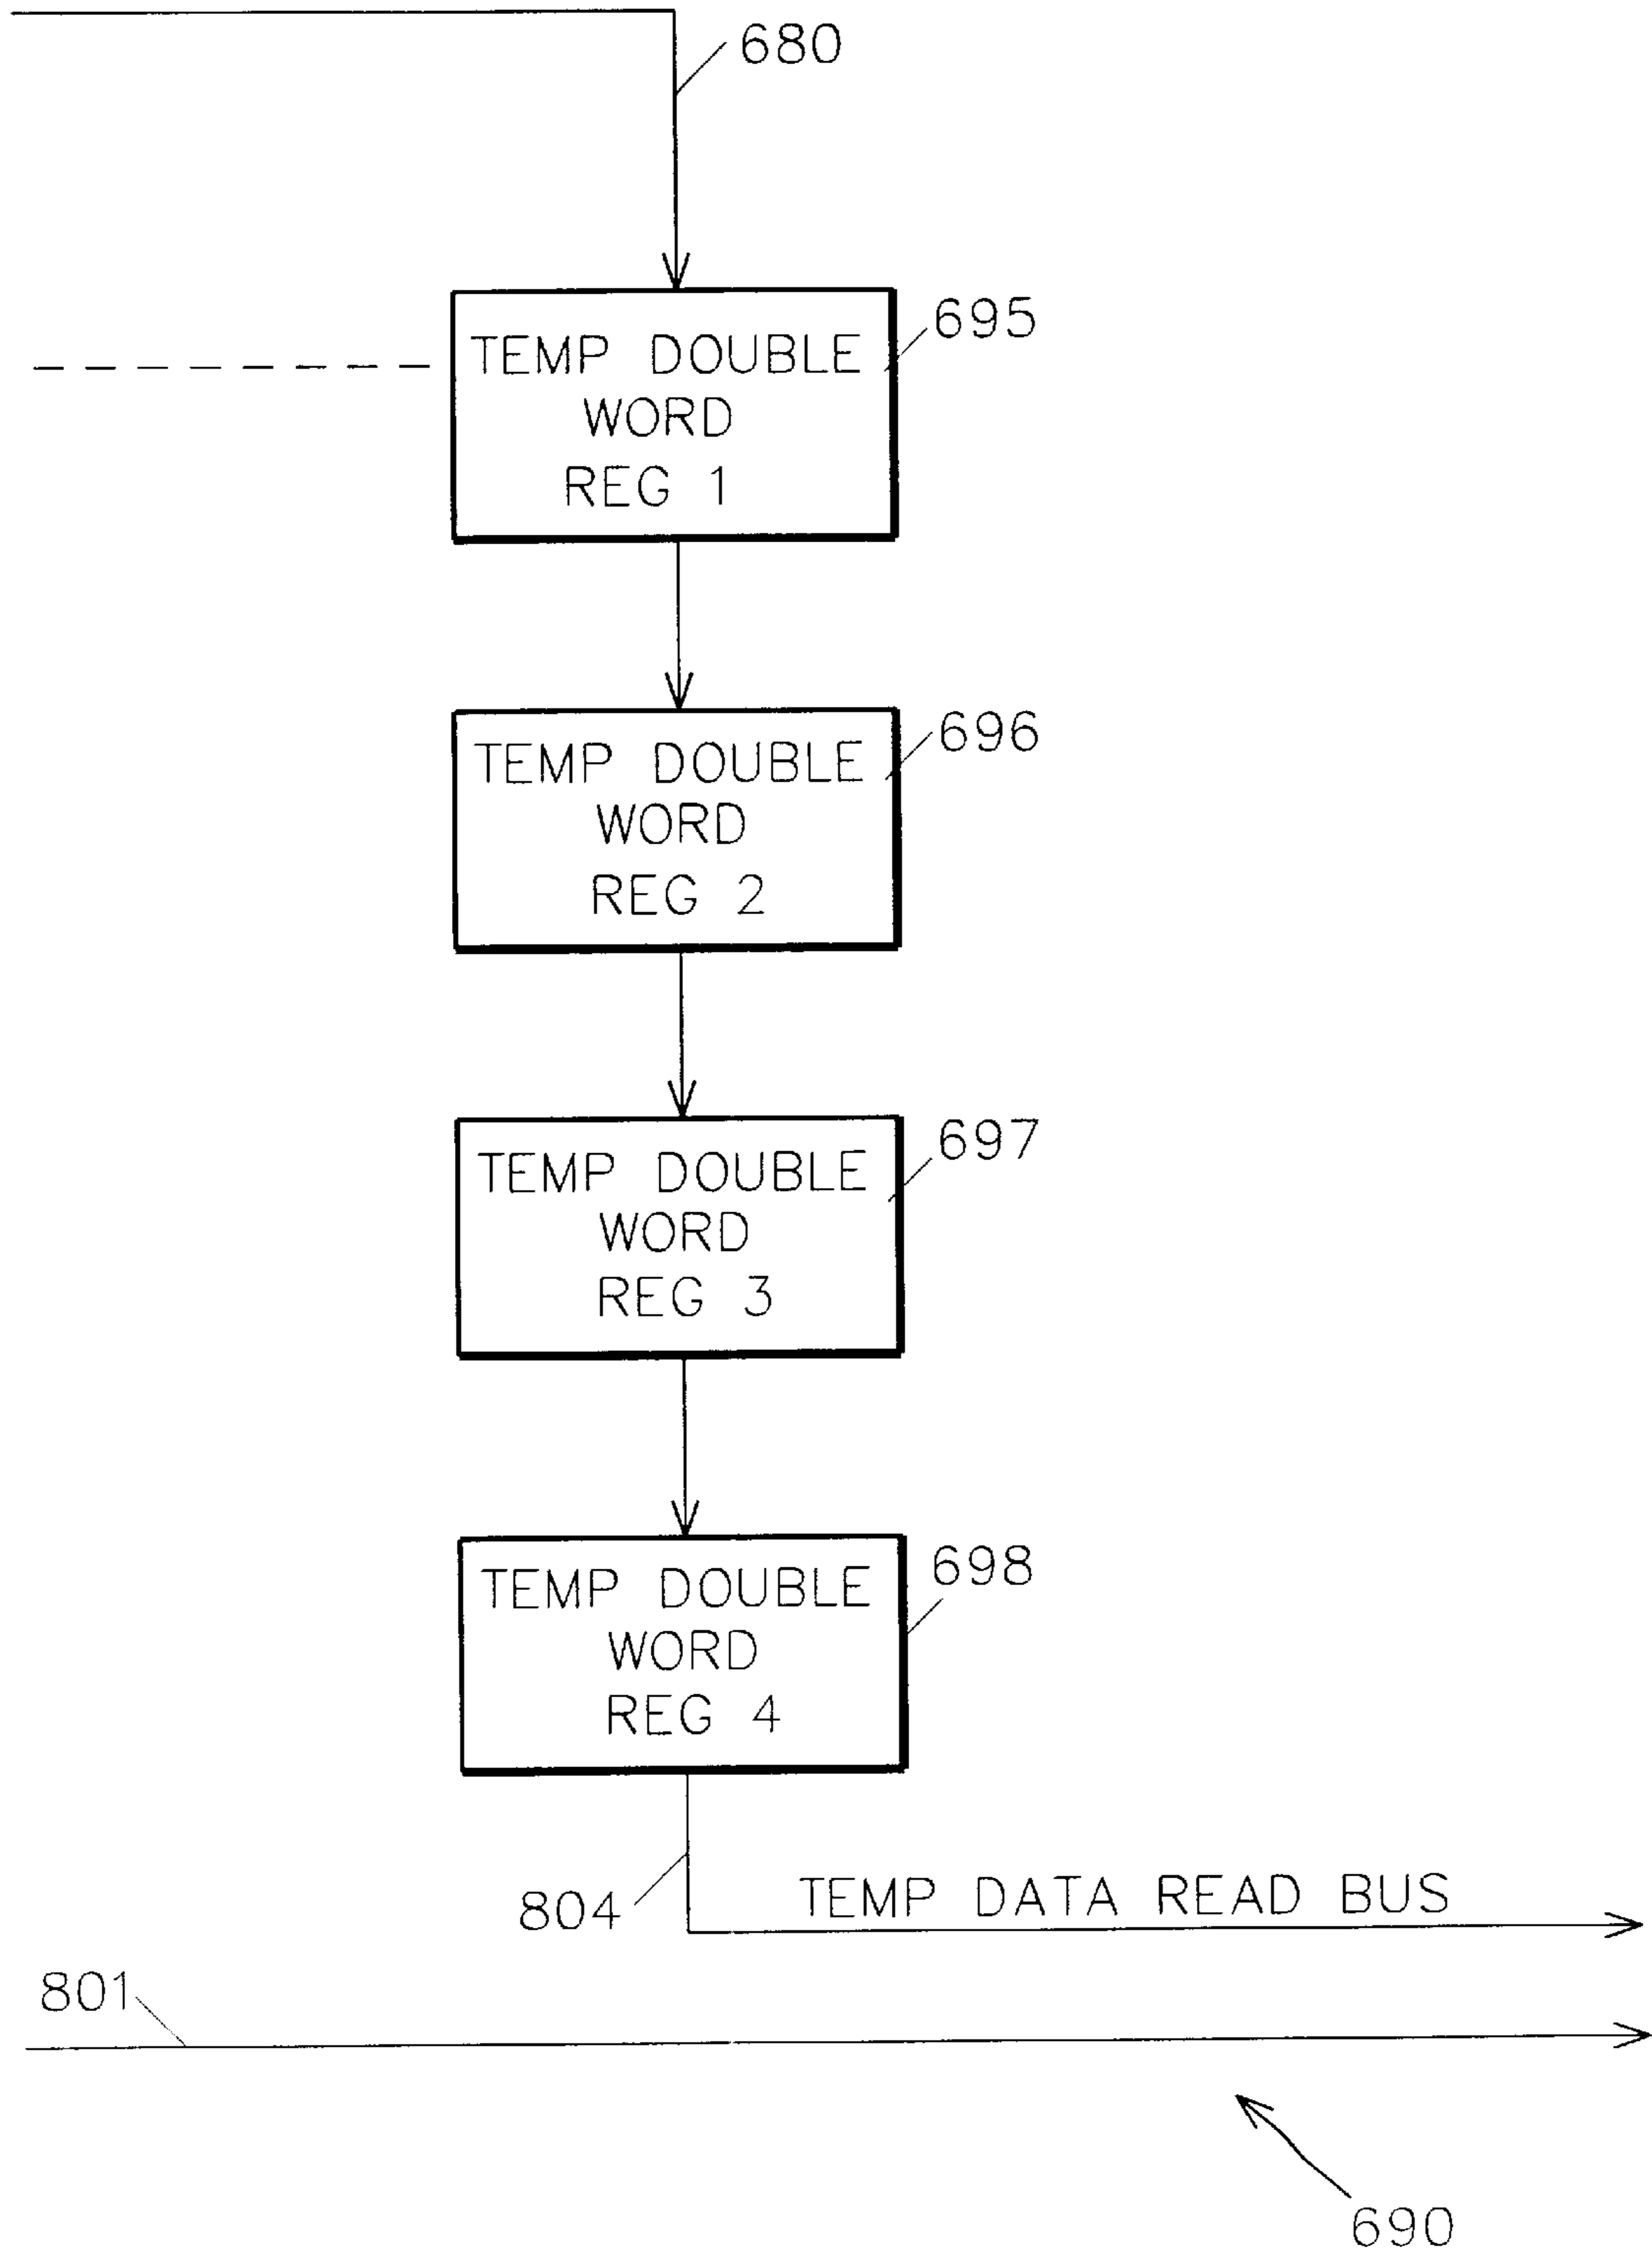 680
695
TEMP DOUBLE
WORD
REG 1
696
TEMP DOUBLE
WORD
REG 2
697
TEMP DOUBLE
WORD
REG 3
698
TEMP DOUBLE
WORD
REG 4
804
TEMP DATA READ BUS
801
690